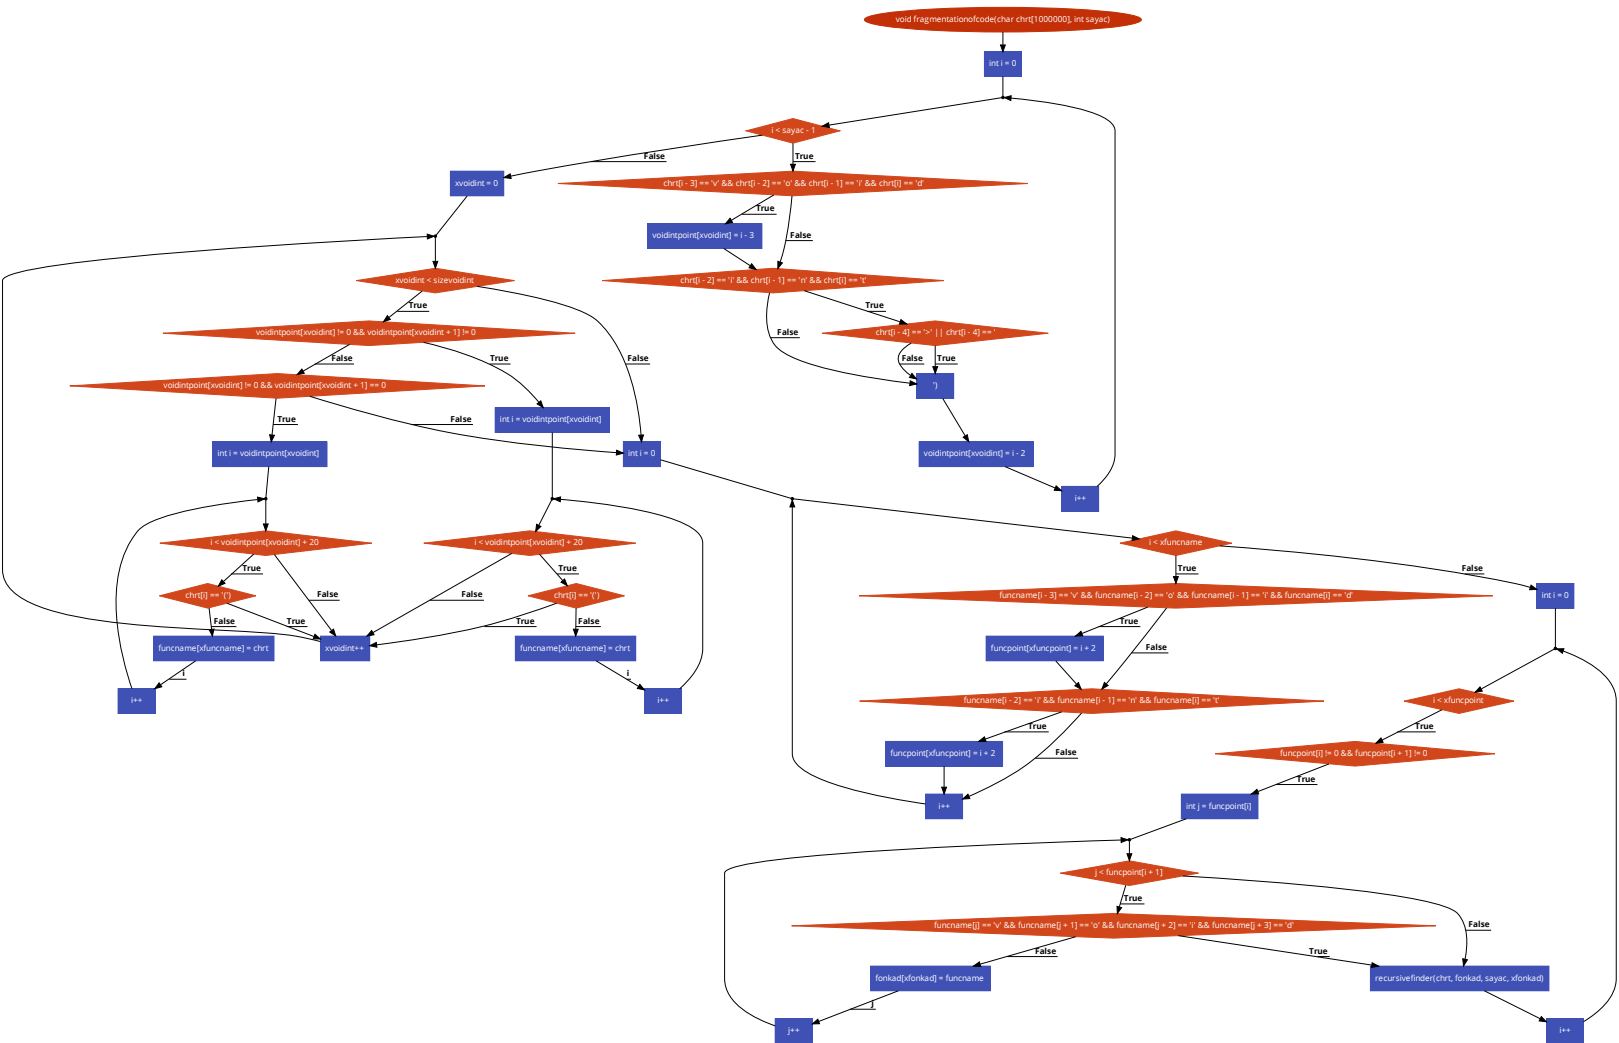 void fragmentationofcode(char chrt[1000000], int sayac)
int i = 0
i < sayac - 1
False
True
xvoidint = 0
chrt[i - 3] == 'v' && chrt[i - 2] == 'o' && chrt[i - 1] == 'i' && chrt[i] == 'd'
True
voidintpoint[xvoidint] = i - 3
False
xvoidint < sizevoidint
chrt[i - 2] == 'i' && chrt[i - 1] == 'n' && chrt[i] == 't'
True
True
voidintpoint[xvoidint] != 0 && voidintpoint[xvoidint + 1] != 0
False
chrt[i - 4] == '>' || chrt[i - 4] == '
False
True
False
False
True
voidintpoint[xvoidint] != 0 && voidintpoint[xvoidint + 1] == 0
')
True
False
int i = voidintpoint[xvoidint]
int i = voidintpoint[xvoidint]
int i = 0
voidintpoint[xvoidint] = i - 2
i++
i < voidintpoint[xvoidint] + 20
i < voidintpoint[xvoidint] + 20
i < xfuncname
True
True
True
False
chrt[i] == '(')
False
False
chrt[i] == '(')
funcname[i - 3] == 'v' && funcname[i - 2] == 'o' && funcname[i - 1] == 'i' && funcname[i] == 'd'
int i = 0
False
True
True
False
True
funcname[xfuncname] = chrt
xvoidint++
funcname[xfuncname] = chrt
funcpoint[xfuncpoint] = i + 2
False
i
i
i++
i++
funcname[i - 2] == 'i' && funcname[i - 1] == 'n' && funcname[i] == 't'
i < xfuncpoint
True
True
funcpoint[xfuncpoint] = i + 2
False
funcpoint[i] != 0 && funcpoint[i + 1] != 0
True
i++
int j = funcpoint[i]
j < funcpoint[i + 1]
True
False
funcname[j] == 'v' && funcname[j + 1] == 'o' && funcname[j + 2] == 'i' && funcname[j + 3] == 'd'
False
True
fonkad[xfonkad] = funcname
recursivefinder(chrt, fonkad, sayac, xfonkad)
j
j++
i++